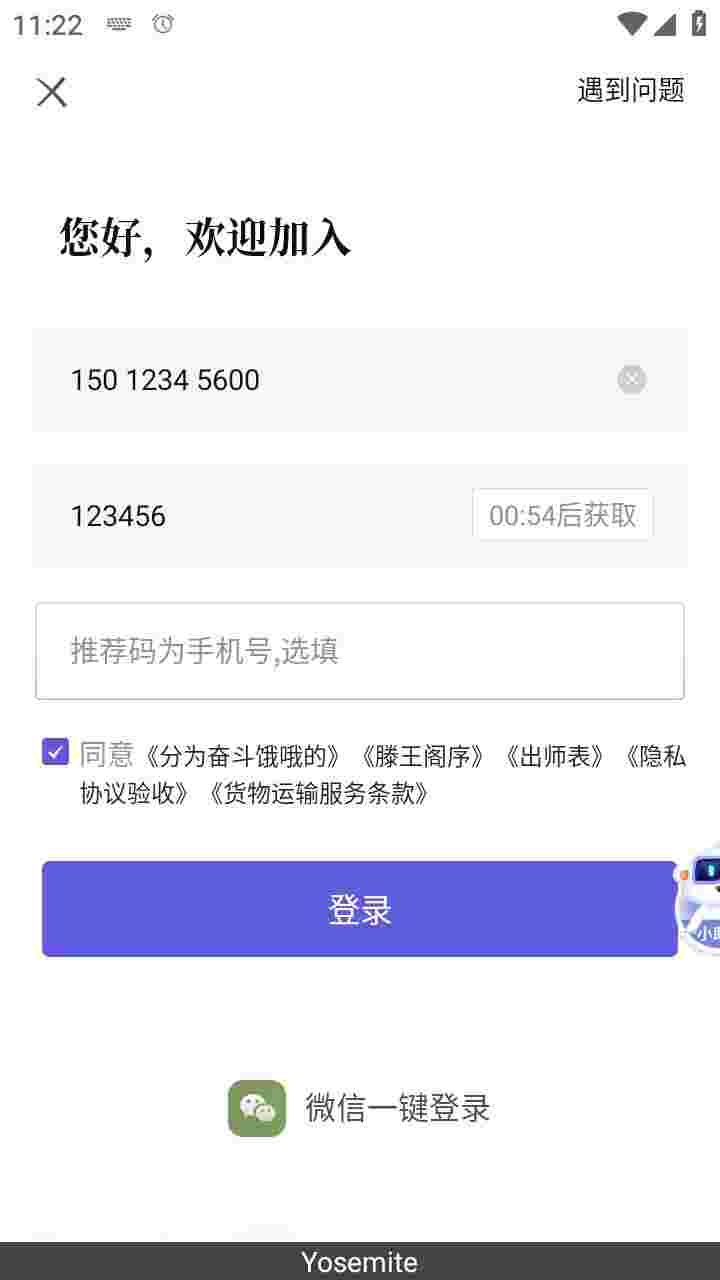 11:22
遇到问题
您好，欢迎加入
150 1234 5600
123456
00:54后获取
推荐码为手机号,选填
同意《分为奋斗饿哦的》《滕王阁序》《出师表》《隐私
协议验收》《货物运输服务条款》
登录
小
微信一键登录
Yosemite